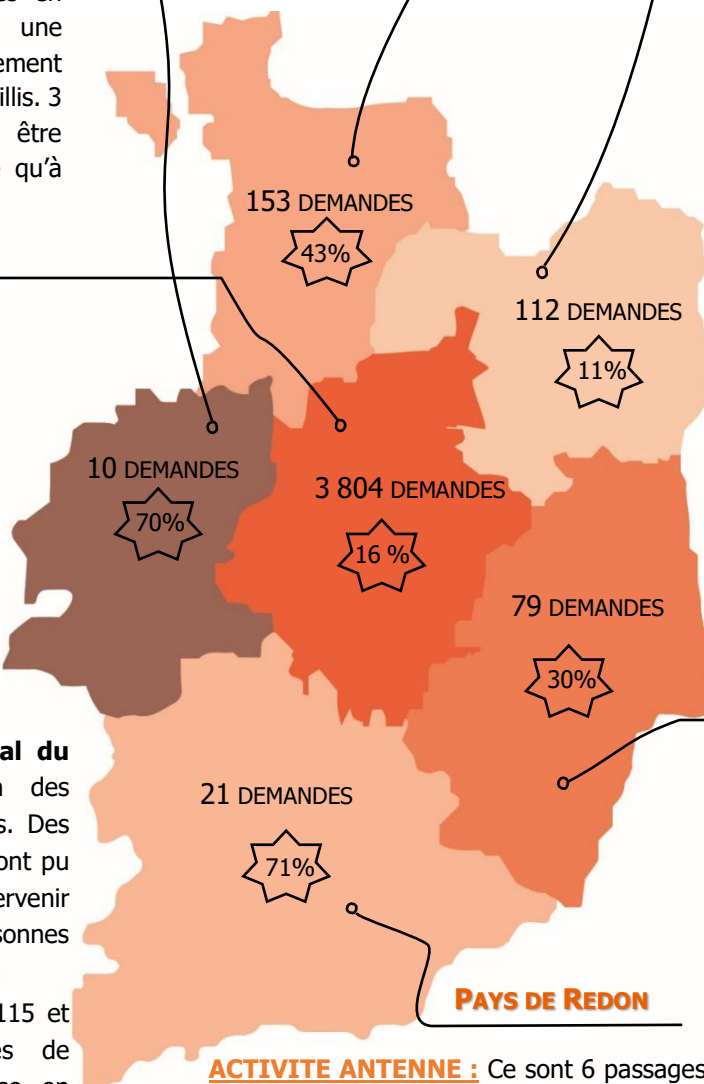 une
ement
illis. 3
être
qu'à
153 DEMANDES
43%
112 DEMANDES
11%
10 DEMANDES
70%
3 804 DEMANDES
16 %
79 DEMANDES
30%
al du
des
s. Des
ont pu
ervenir
sonnes
21 DEMANDES
71%
115 et
de
en
PAYS DE REDON
ACTIVITE ANTENNE : Ce sont 6 passages